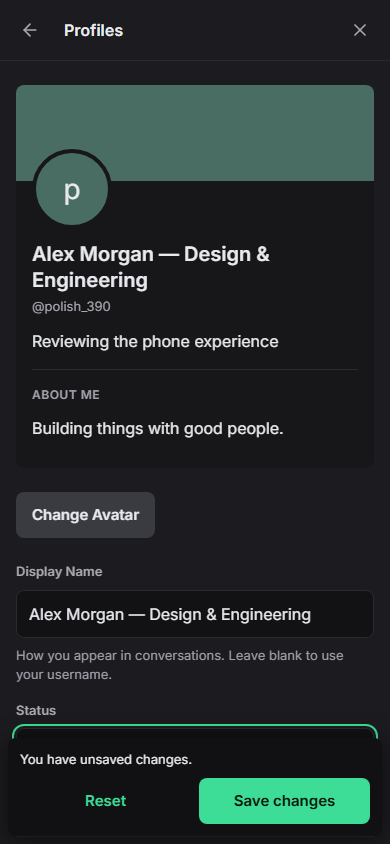 Profiles
p
Alex Morgan — Design &
Engineering
@polish_390
Reviewing the phone experience
ABOUT ME
Building things with good people.
Change Avatar
Display Name
Alex Morgan — Design & Engineering
How you appear in conversations. Leave blank to use
your username.
Status
You have unsaved changes.
Reset
Save changes